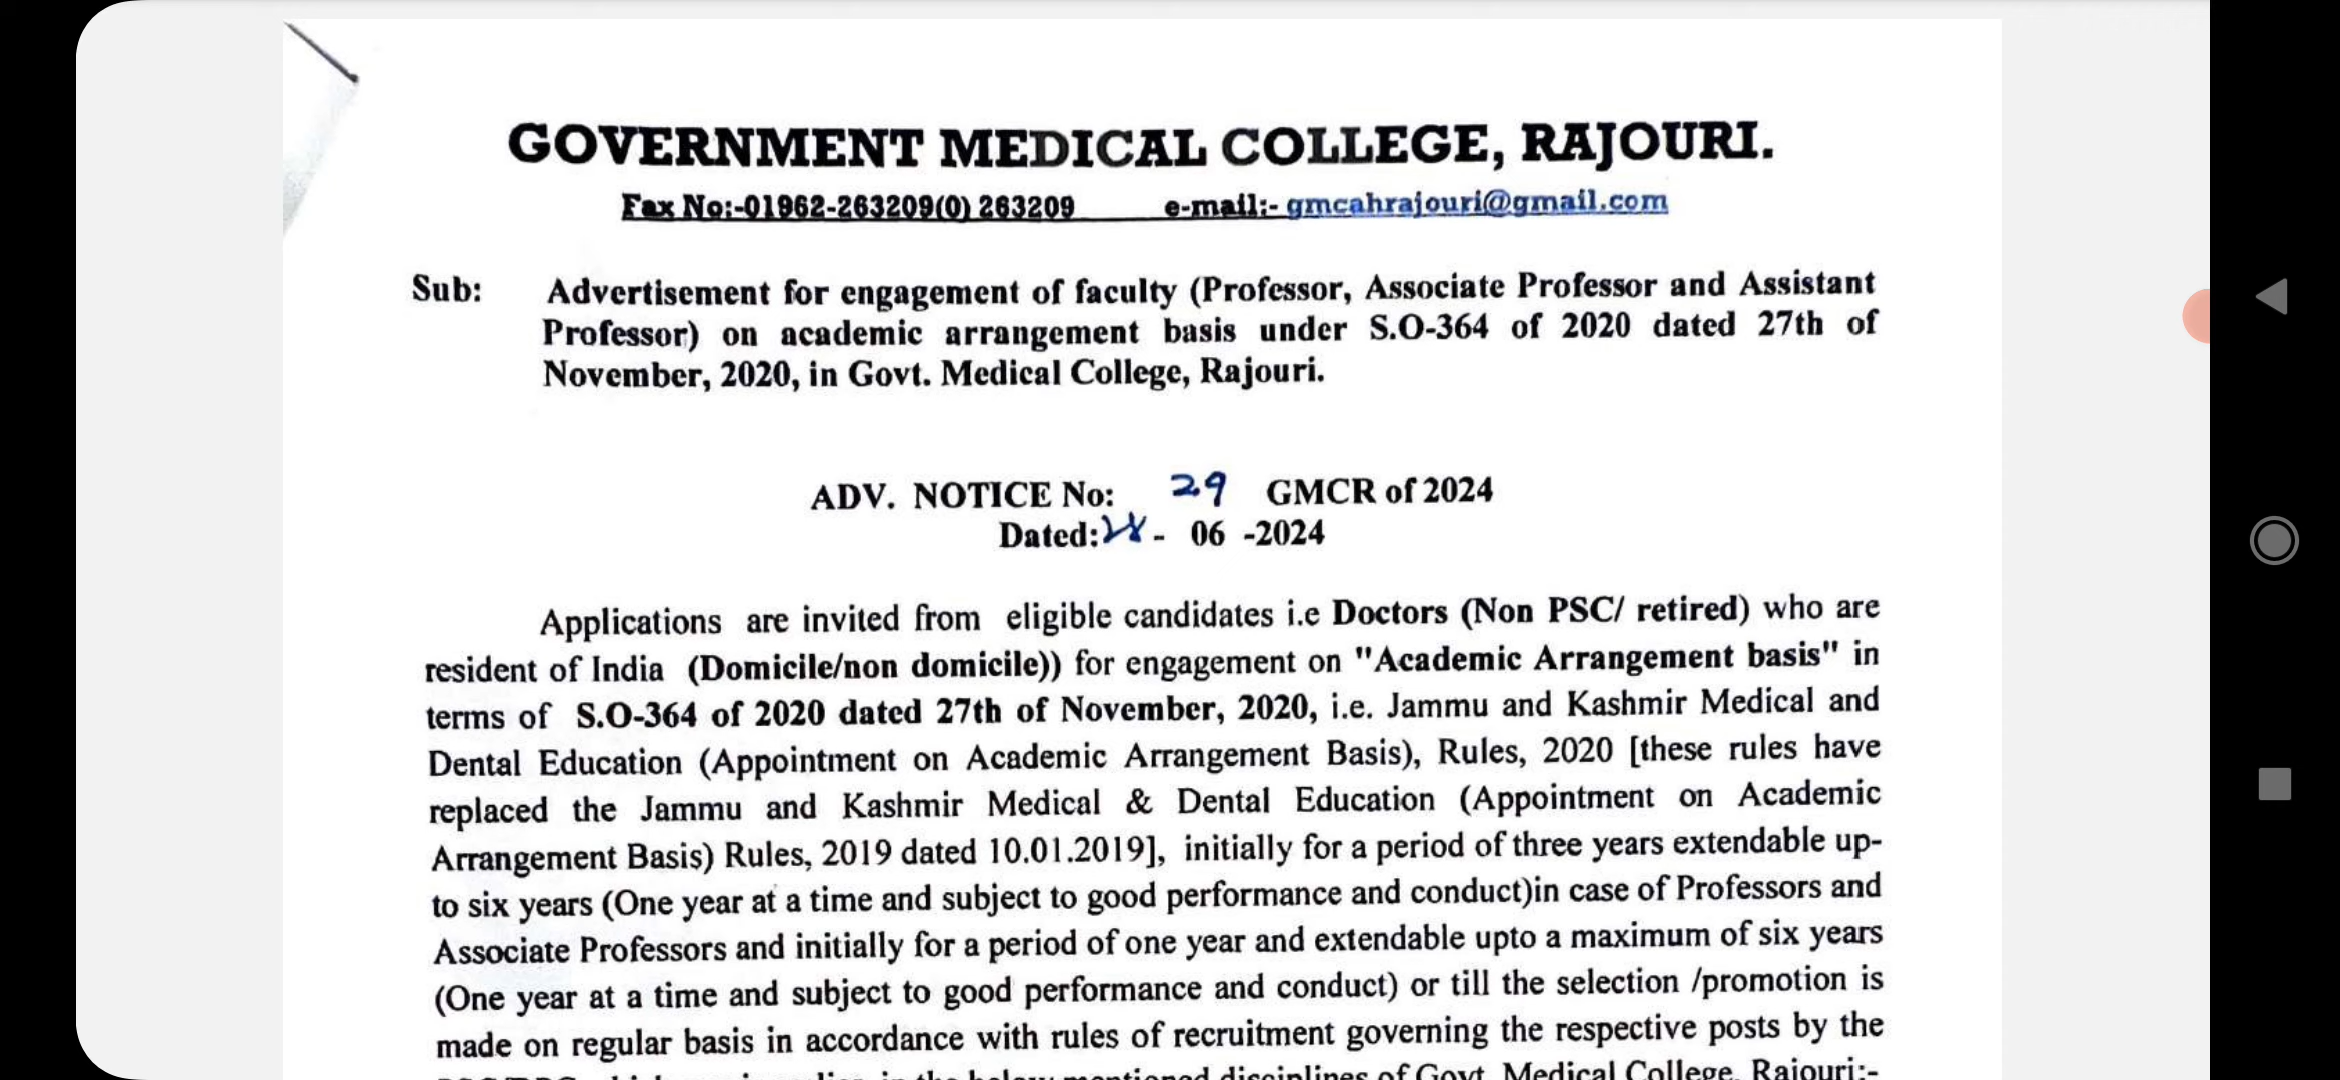 GOVERNMENT MEDICAL COLLEGE, RAJOURI.
Fax No:-01962-263209(0) 263209 e-mail:- gmcahrajouri@gmail.com
Sub: Advertisement for engagement of faculty (Professor, Associate Professor and Assistant
Professor) on academic arrangement basis under S.O-364 of 2020 dated 27th of
November, 2020, in Govt. Medical College, Rajouri.
ADV. NOTICE No: 29 GMCR of 2024
Dated: - 06 -2024
Applications are invited from eligible candidates i.e Doctors (Non PSC/ retired) who are
resident of India (Domicile/non domicile)) for engagement on "Academic Arrangement basis" in
terms of S.O-364 of 2020 dated 27th of November, 2020, i.e. Jammu and Kashmir Medical and
Dental Education (Appointment on Academic Arrangement Basis), Rules, 2020 [these rules have
replaced the Jammu and Kashmir Medical & Dental Education (Appointment on Academic
Arrangement Basis) Rules, 2019 dated 10.01.2019], initially for a period of three years extendable up-
to six years (One year at a time and subject to good performance and conduct)in case of Professors and
Associate Professors and initially for a period of one year and extendable upto a maximum of six years
(One year at a time and subject to good performance and conduct) or till the selection /promotion is
made on regular basis in accordance with rules of recruitment governing the respective posts by the
in the below mentioned disciplines of Govt. Medical College, Rajouri:-